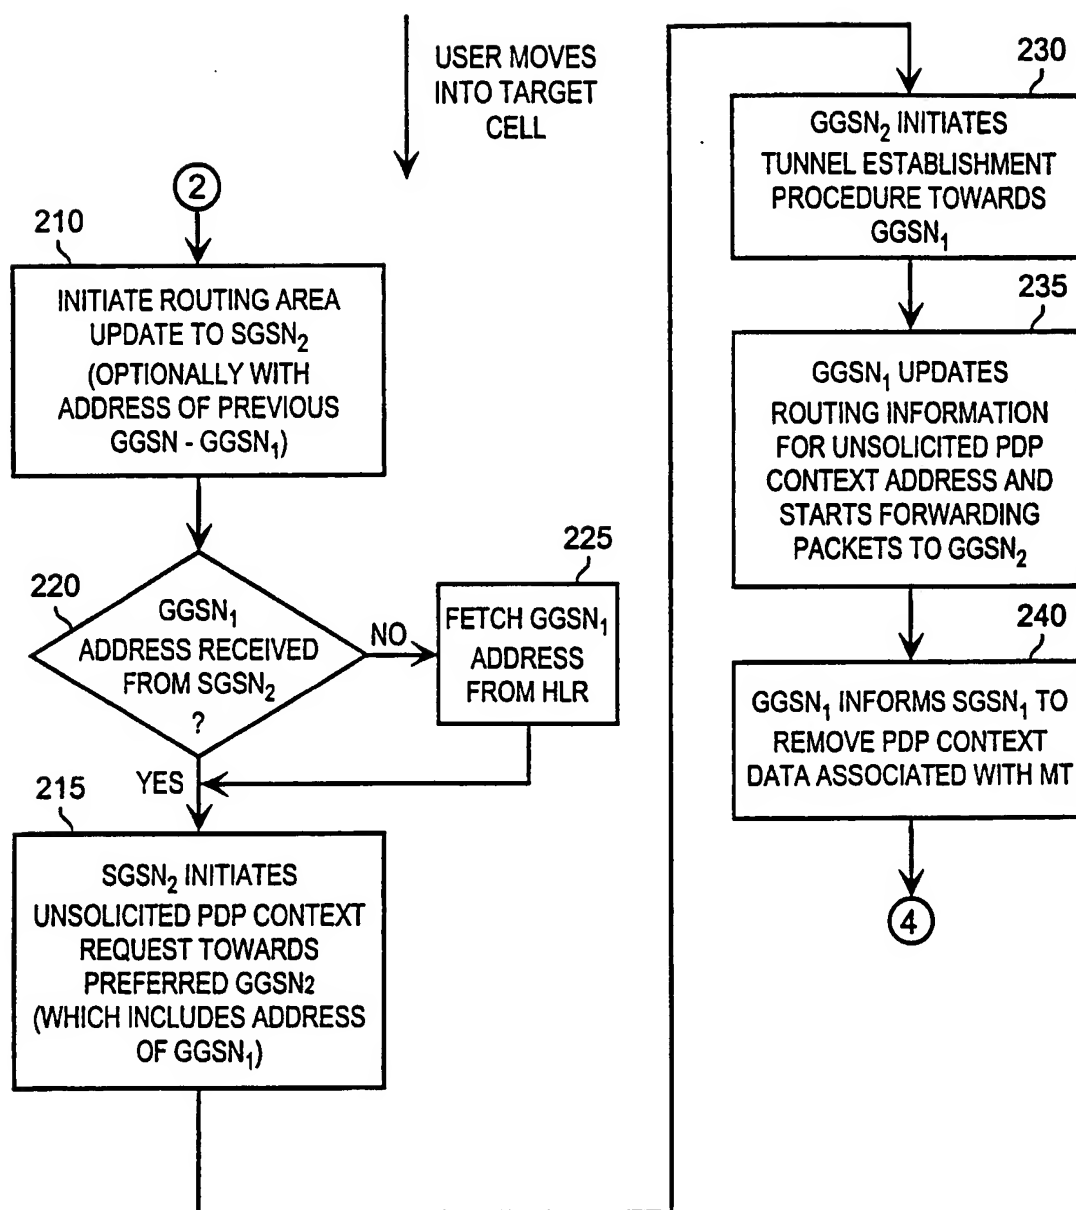 USER MOVES
INTO TARGET
CELL
2
210
INITIATE ROUTING AREA
UPDATE TO SGSN₂
(OPTIONALLY WITH
ADDRESS OF PREVIOUS
GGSN - GGSN₁)
220
GGSN₁
ADDRESS RECEIVED
FROM SGSN₂
?
NO
225
FETCH GGSN₁
ADDRESS
FROM HLR
YES
215
SGSN₂ INITIATES
UNSOLICITED PDP CONTEXT
REQUEST TOWARDS
PREFERRED GGSN₂
(WHICH INCLUDES ADDRESS
OF GGSN₁)
230
GGSN₂ INITIATES
TUNNEL ESTABLISHMENT
PROCEDURE TOWARDS
GGSN₁
235
GGSN₁ UPDATES
ROUTING INFORMATION
FOR UNSOLICITED PDP
CONTEXT ADDRESS AND
STARTS FORWARDING
PACKETS TO GGSN₂
240
GGSN₁ INFORMS SGSN₁ TO
REMOVE PDP CONTEXT
DATA ASSOCIATED WITH MT
4